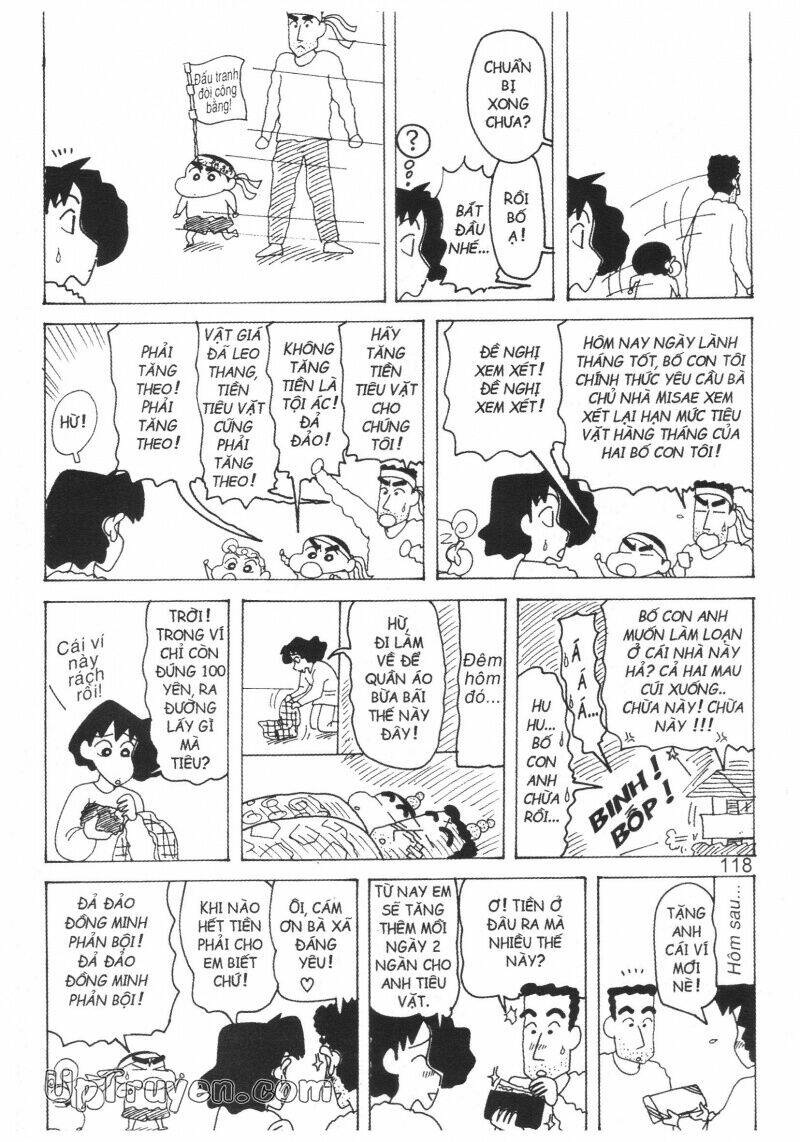 CHUẨN
BỊ
XONG
CHƯA?
RỒI
BỐ
Ạ!
BẮT
ĐẦU
NHÉ...
?
Đấu tranh
đòi công
bằng!
HÔM NAY NGÀY LÀNH
THÁNG TỐT, BỐ CON TÔI
CHÍNH THỨC YÊU CẦU BÀ
CHỦ NHÀ MISAE XEM
XÉT LẠI HẠN MỨC TIÊU
VẶT HÀNG THÁNG CỦA
HAI BỐ CON TÔI!
ĐỀ NGHỊ
XEM XÉT!
ĐỀ NGHỊ
XEM XÉT!
HÃY
TĂNG TIỀN
TIÊU VẶT
CHO
CHÚNG
TÔI!
KHÔNG
TĂNG
TIỀN LÀ
TỘI ÁC!
ĐẢ
ĐẢO!
VẬT GIÁ
ĐÃ LEO
THANG,
TIỀN
TIÊU VẶT
CŨNG
PHẢI
TĂNG
THEO!
PHẢI
TĂNG
THEO!
PHẢI
TĂNG
THEO!
HỪ!
BỐ CON ANH
MUỐN LÀM LOẠN
Ở CÁI NHÀ NÀY
HẢ? CẢ HAI MAU
CÚI XUỐNG..
CHỪA NÀY! CHỪA
NÀY !!!
Á
Á
Á...
BINH!
BỐP!
HU
HU...
BỐ
CON
ANH
CHỪA
RỒI...
Đêm
hôm
đó...
HỪ,
ĐI LÀM
VỀ ĐỂ
QUẦN ÁO
BỪA BÃI
THẾ NÀY
ĐÂY!
TRỜI!
TRONG VÍ
CHỈ CÒN
ĐÚNG 100
YÊN, RA
ĐƯỜNG
LẤY GÌ
MÀ
TIÊU?
Cái ví
này
rách
rồi!
118
Hôm sau...
TẶNG
ANH
CÁI VÍ
MỚI
NÈ!
Ơ! TIỀN Ở
ĐÂU RA MÀ
NHIỀU THẾ
NÀY?
TỪ NAY EM
SẼ TĂNG
THÊM MỖI
NGÀY 2
NGÀN CHO
ANH TIÊU
VẶT.
ÔI, CÁM
ƠN BÀ XÃ
ĐÁNG
YÊU!
♡
KHI NÀO
HẾT TIỀN
PHẢI CHO
EM BIẾT
CHỨ!
ĐẢ ĐẢO
ĐỒNG MINH
PHẢN BỘI!
ĐẢ ĐẢO
ĐỒNG MINH
PHẢN BỘI!
UpTruyen.com